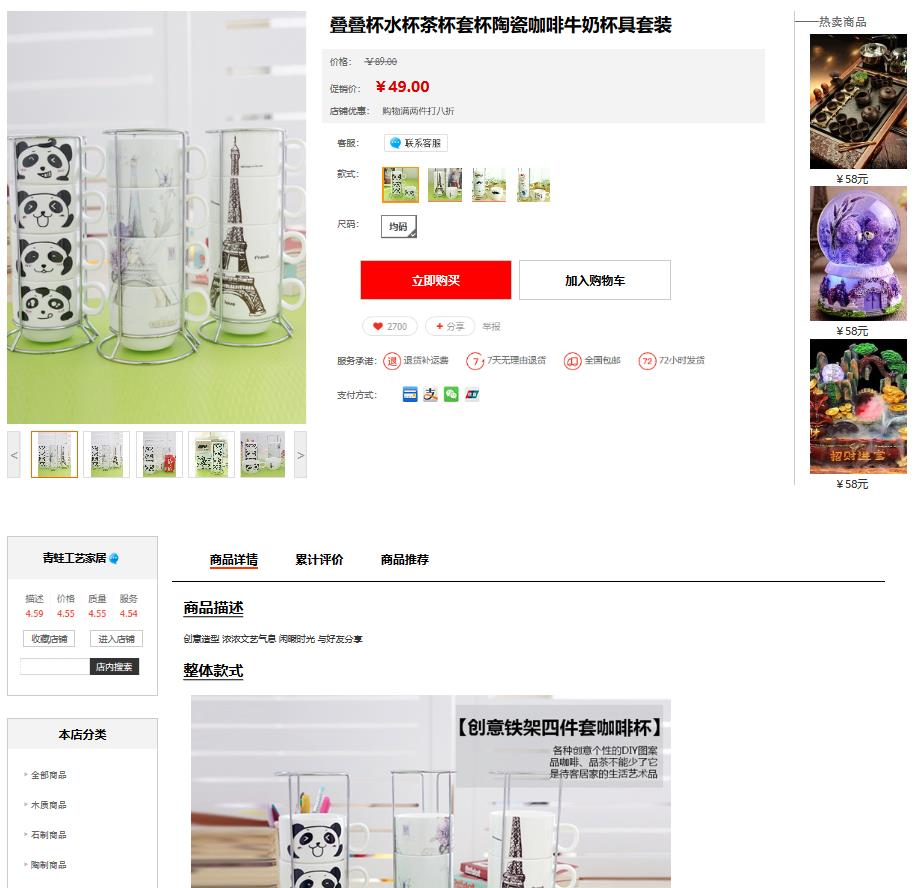 叠叠杯水杯茶杯套杯陶瓷咖啡牛奶杯具套装
价格: ￥89.00
促销价: ￥49.00
店铺优惠: 购物满两件打八折
客服: 联系客服
款式:
尺码: 均码
立即购买 加入购物车
2700 分享 举报
服务承诺: 退 退货补运费 7 7天无理由退货 全国包邮 72 72小时发货
支付方式:
热卖商品
￥58元
￥58元
招财进宝
￥58元
< >
青蛙工艺家居
描述 价格 质量 服务
4.59 4.55 4.55 4.54
收藏店铺 进入店铺
店内搜索
本店分类
全部商品
木质商品
石制商品
陶制商品
商品详情 累计评价 商品推荐
商品描述
创意造型 浓浓文艺气息 闲暇时光 与好友分享
整体款式
【创意铁架四件套咖啡杯】
各种创意个性的DIY图案
品咖啡、品茶不能少了它
是待客居家的生活艺术品